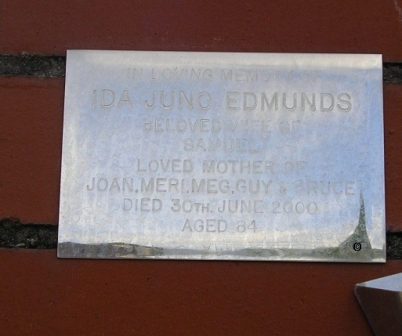 IN LOVING MEMORY OF
IDA JUNO EDMUNDS
BELOVED WIFE OF
SAMUEL
LOVED MOTHER OF
JOAN, MERI, MEG, GUY & BRUCE
DIED 30TH. JUNE 2000
AGED 84